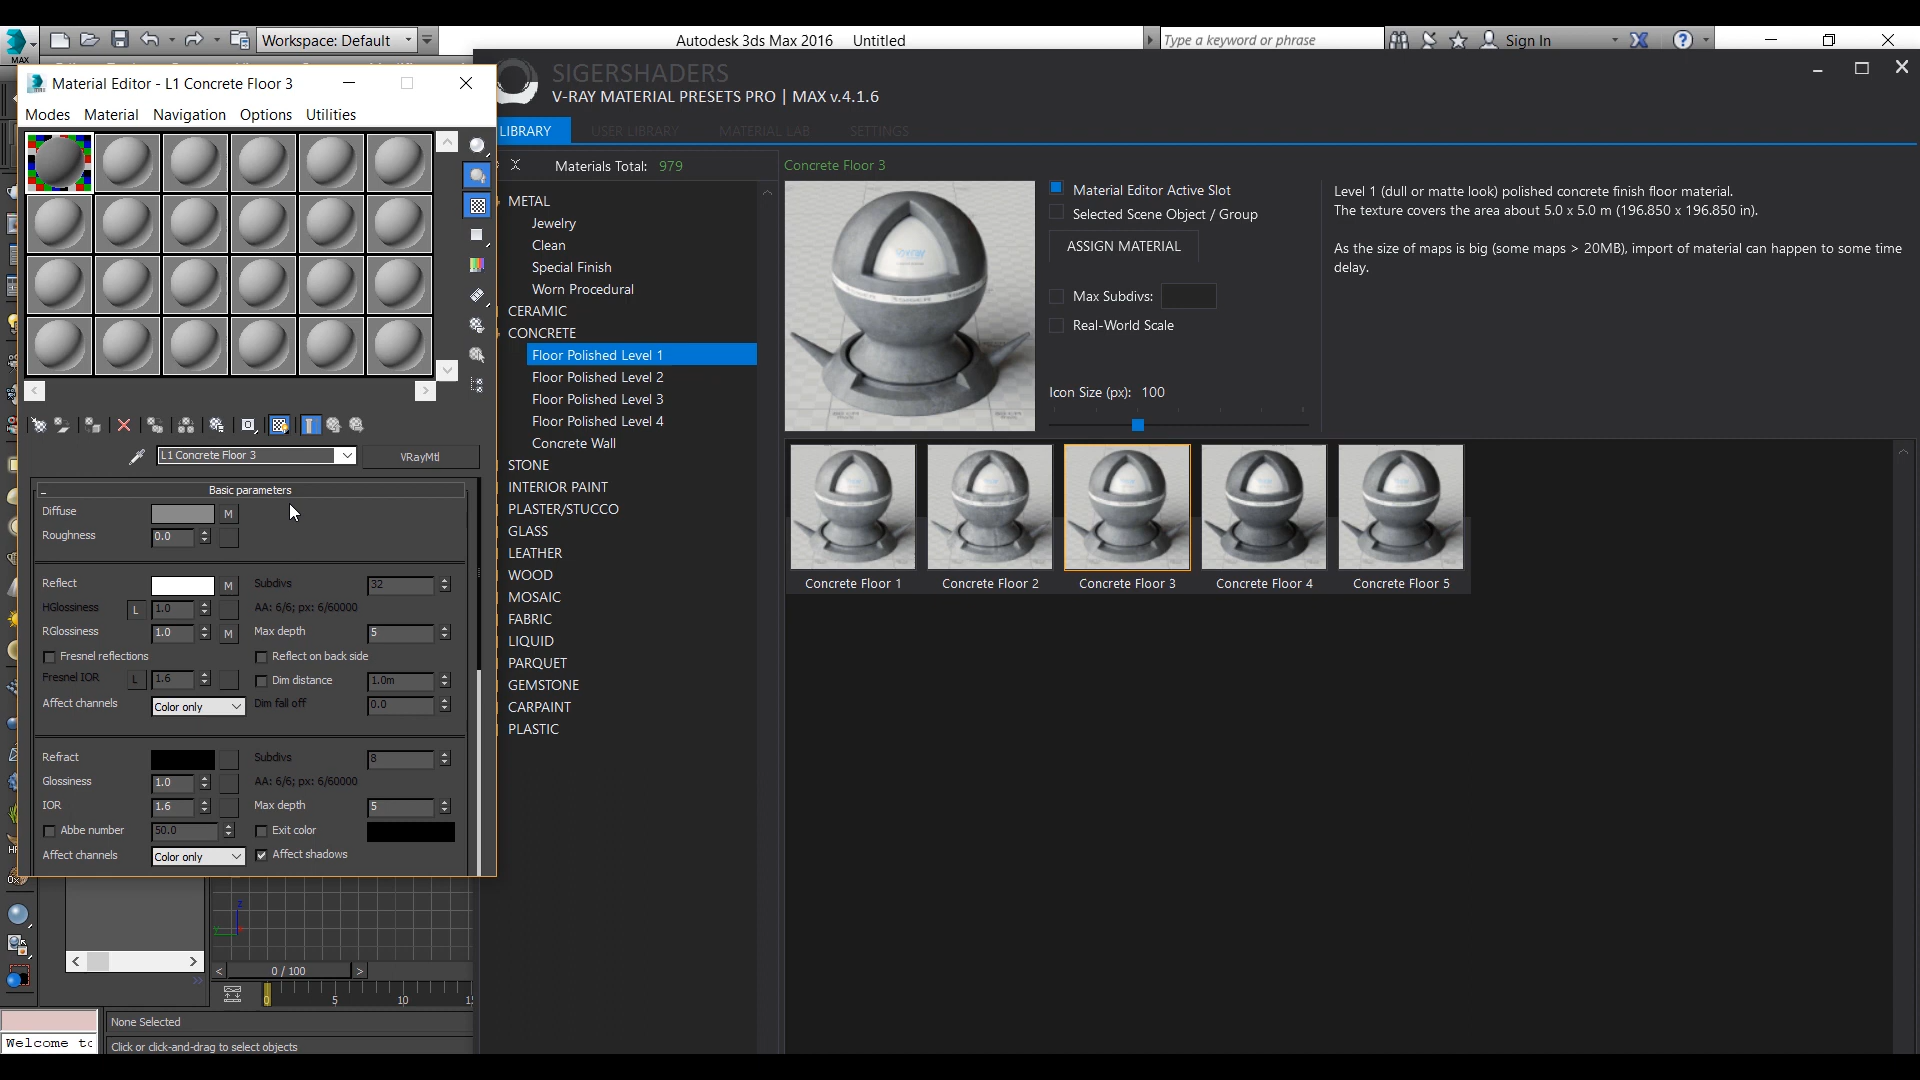 MAX
Workspace: Default
Autodesk 3ds Max 2016 Untitled
Type a keyword or phrase
Sign In
Material Editor - L1 Concrete Floor 3
Modes Material Navigation Options Utilities
L1 Concrete Floor 3
VRayMtl
Basic parameters
Diffuse M
Roughness 0.0
Reflect M Subdivs 32
HGlossiness L 1.0 AA: 6/6; px: 6/60000
RGlossiness 1.0 M Max depth 5
Fresnel reflections Reflect on back side
Fresnel IOR L 1.6 Dim distance 1.0m
Affect channels Color only Dim fall off 0.0
Refract Subdivs 8
Glossiness 1.0 AA: 6/6; px: 6/60000
IOR 1.6 Max depth 5
Abbe number 50.0 Exit color
Affect channels Color only Affect shadows
0 / 100
0 5 10
None Selected
Welcome to
Click or click-and-drag to select objects
SIGERSHADERS
V-RAY MATERIAL PRESETS PRO | MAX v.4.1.6
LIBRARY USER LIBRARY MATERIAL LAB SETTINGS
Materials Total: 979
METAL
Jewelry
Clean
Special Finish
Worn Procedural
CERAMIC
CONCRETE
Floor Polished Level 1
Floor Polished Level 2
Floor Polished Level 3
Floor Polished Level 4
Concrete Wall
STONE
INTERIOR PAINT
PLASTER/STUCCO
GLASS
LEATHER
WOOD
MOSAIC
FABRIC
LIQUID
PARQUET
GEMSTONE
CARPAINT
PLASTIC
Concrete Floor 3
Material Editor Active Slot
Selected Scene Object / Group
ASSIGN MATERIAL
Max Subdivs:
Real-World Scale
Icon Size (px): 100
Level 1 (dull or matte look) polished concrete finish floor material.
The texture covers the area about 5.0 x 5.0 m (196.850 x 196.850 in).
As the size of maps is big (some maps > 20MB), import of material can happen to some time
delay.
Concrete Floor 1 Concrete Floor 2 Concrete Floor 3 Concrete Floor 4 Concrete Floor 5